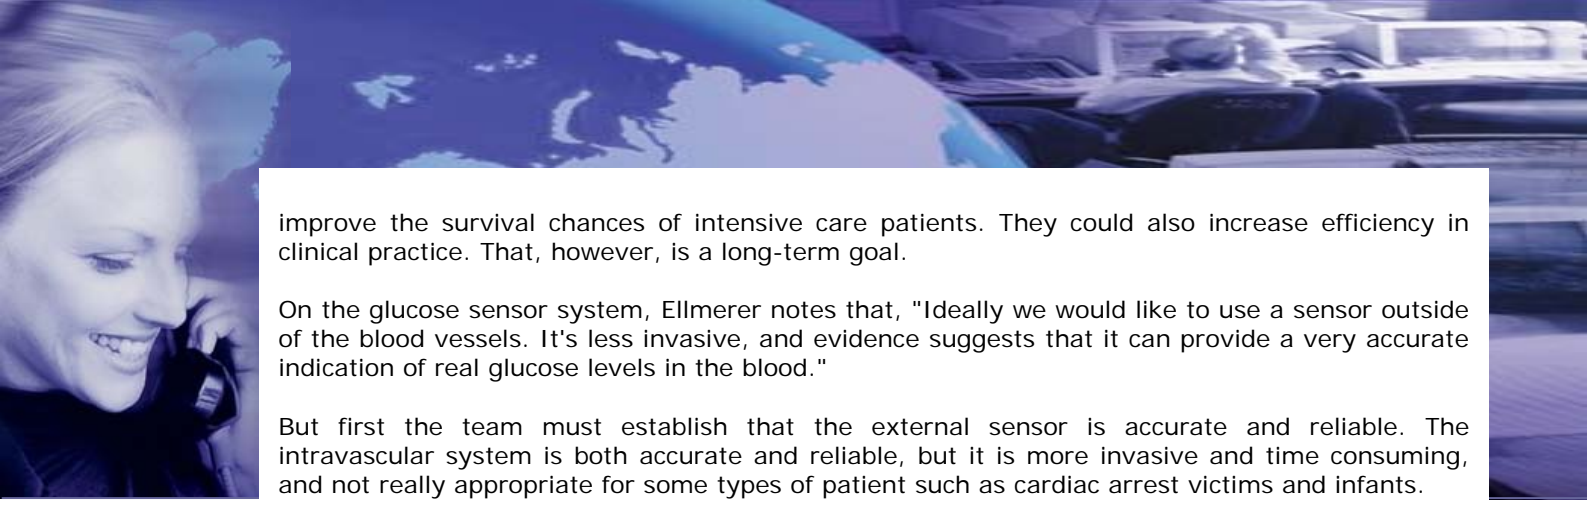 improve the survival chances of intensive care patients. They could also increase efficiency in
clinical practice. That, however, is a long-term goal.
On the glucose sensor system, Ellmerer notes that, "Ideally we would like to use a sensor outside
of the blood vessels. It's less invasive, and evidence suggests that it can provide a very accurate
indication of real glucose levels in the blood."
But first the team must establish that the external sensor is accurate and reliable. The
intravascular system is both accurate and reliable, but it is more invasive and time consuming,
and not really appropriate for some types of patient such as cardiac arrest victims and infants.